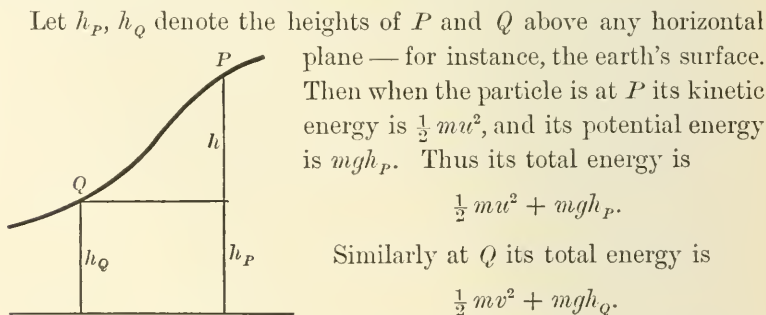 Let h_P, h_Q denote the heights of P and Q above any horizontal
plane — for instance, the earth's surface.
Then when the particle is at P its kinetic
energy is ½ mu², and its potential energy
is mgh_P. Thus its total energy is
½ mu² + mgh_P.
Similarly at Q its total energy is
½ mv² + mgh_Q.
P
h
Q
h_Q
h_P